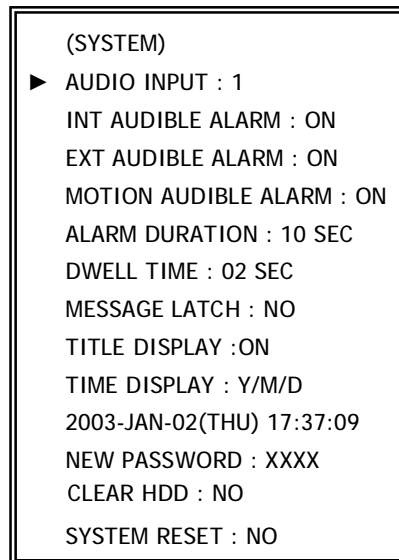 (SYSTEM)
► AUDIO INPUT : 1
INT AUDIBLE ALARM : ON
EXT AUDIBLE ALARM : ON
MOTION AUDIBLE ALARM : ON
ALARM DURATION : 10 SEC
DWELL TIME : 02 SEC
MESSAGE LATCH : NO
TITLE DISPLAY :ON
TIME DISPLAY : Y/M/D
2003-JAN-02(THU) 17:37:09
NEW PASSWORD : XXXX
CLEAR HDD : NO
SYSTEM RESET : NO